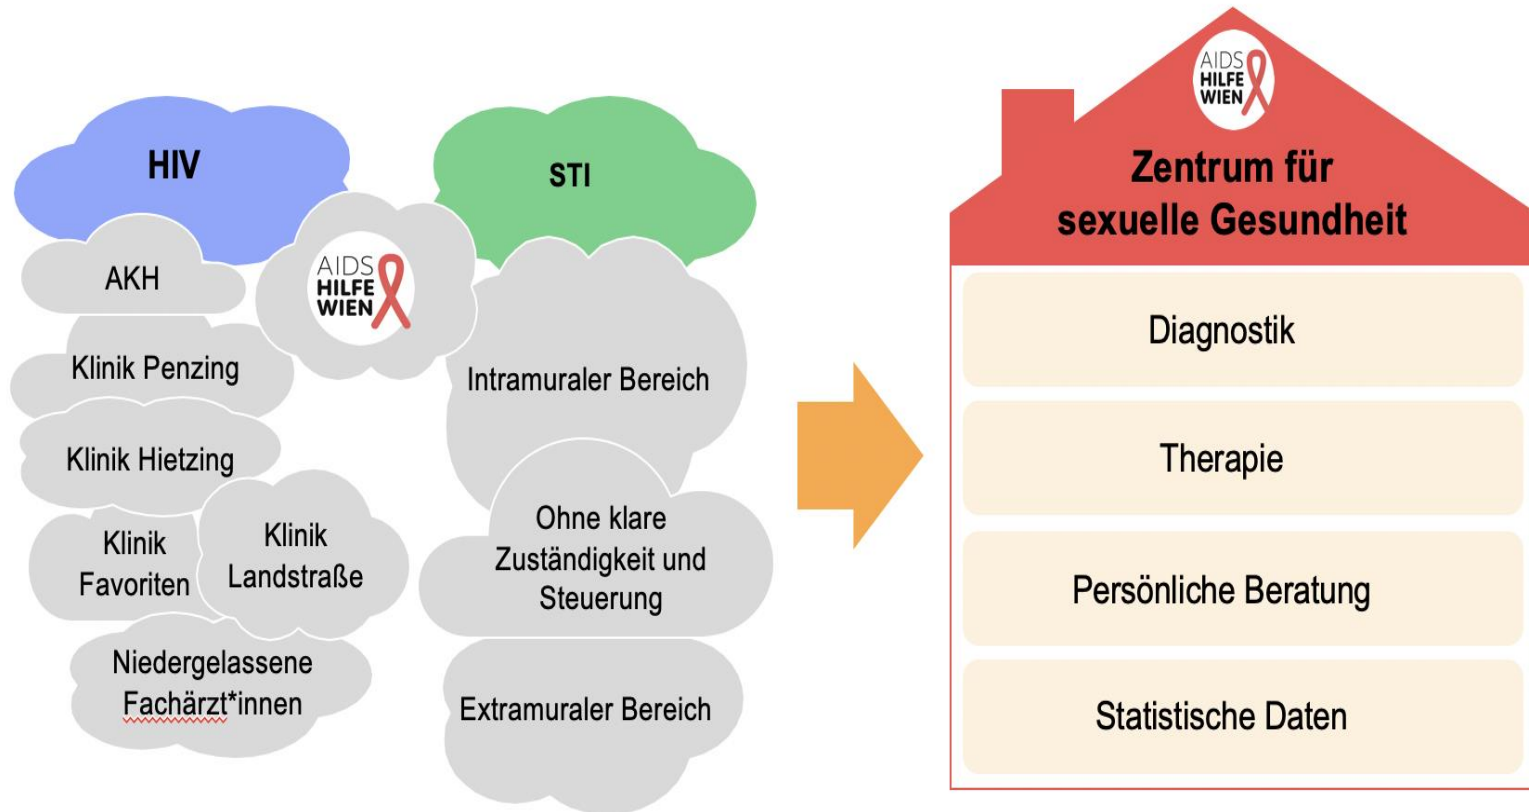 HIV
AKH
Klinik Penzing
Klinik Hietzing
Klinik
Favoriten
Klinik
Landstraße
Niedergelassene
Fachärzt*innen
AIDS
HILFE
WIEN
STI
Intramuraler Bereich
Ohne klare
Zuständigkeit und
Steuerung
Extramuraler Bereich
AIDS
HILFE
WIEN
Zentrum für
sexuelle Gesundheit
Diagnostik
Therapie
Persönliche Beratung
Statistische Daten